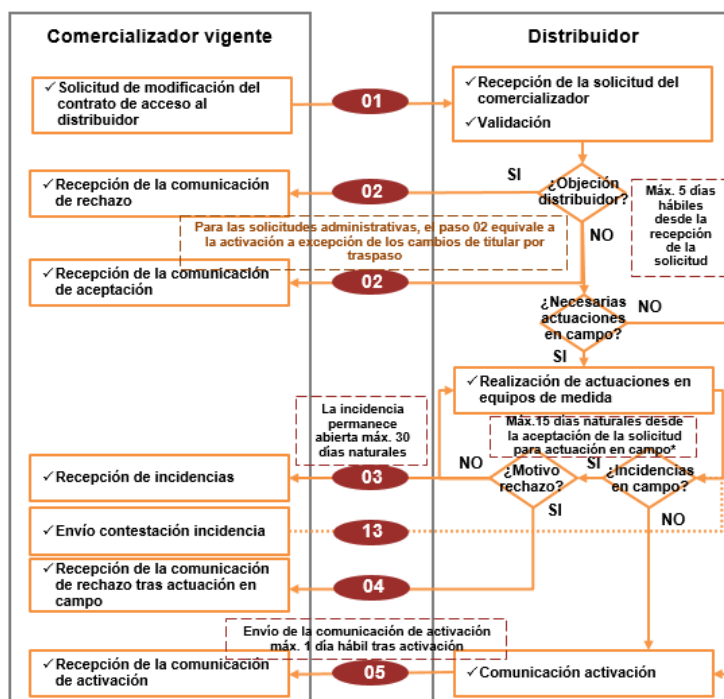 Comercializador vigente
Distribuidor
✓ Solicitud de modificación del
contrato de acceso al
distribuidor
01
✓ Recepción de la solicitud del
comercializador
✓ Validación
SI
¿Objeción
distribuidor?
Máx. 5 días
hábiles
desde la
recepción
de la
solicitud
✓ Recepción de la comunicación
de rechazo
02
Para las solicitudes administrativas, el paso 02 equivale
a la activación a excepción de los cambios de titular por
traspaso
NO
✓ Recepción de la comunicación
de aceptación
02
¿Necesarias
actuaciones
en campo?
NO
SI
✓ Realización de actuaciones en
equipos de medida
La incidencia
permanece
abierta máx. 30
días naturales
Máx.15 días naturales desde
la aceptación de la solicitud
para actuación en campo*
✓ Recepción de incidencias
03
NO
¿Motivo
rechazo?
SI
¿Incidencias
en campo?
SI
NO
✓ Envío contestación incidencia
13
✓ Recepción de la comunicación
de rechazo tras actuación en
campo
04
Envío de la comunicación de activación
máx. 1 día hábil tras activación
✓ Recepción de la comunicación
de activación
05
✓ Comunicación activación